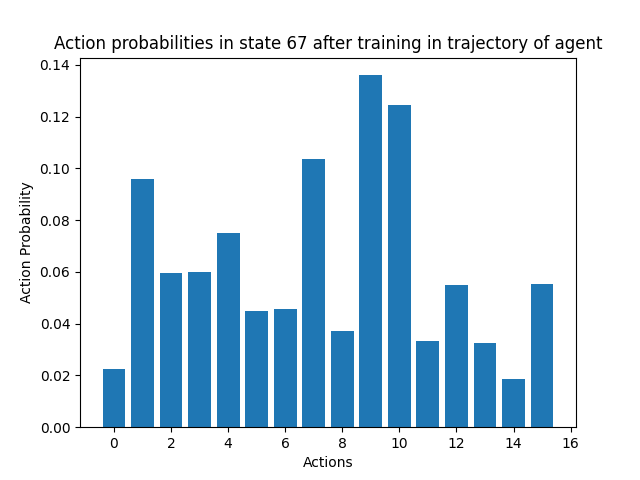 Action probabilities in state 67 after training in trajectory of agent
0.14
0.12
0.10
0.08
0.06
0.04
0.02
0.00
Action Probability
0 2 4 6 8 10 12 14 16
Actions